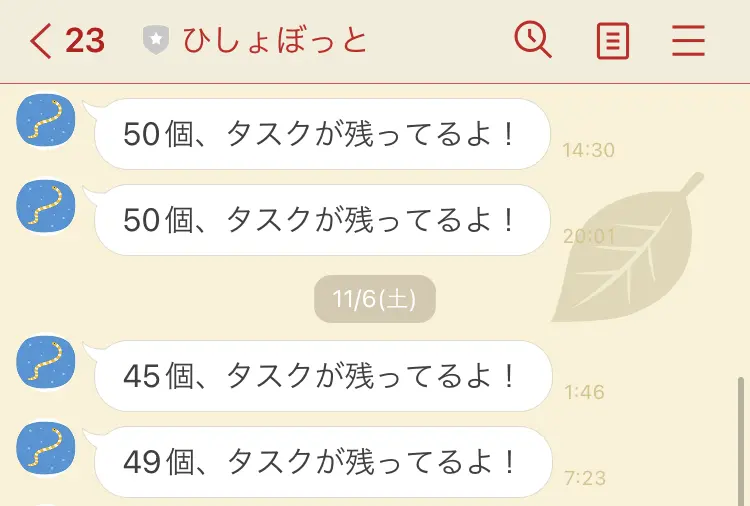 23 ひしょぼっと
50個、タスクが残ってるよ！
14:30
50個、タスクが残ってるよ！
20:01
11/6(土)
45個、タスクが残ってるよ！
1:46
49個、タスクが残ってるよ！
7:23